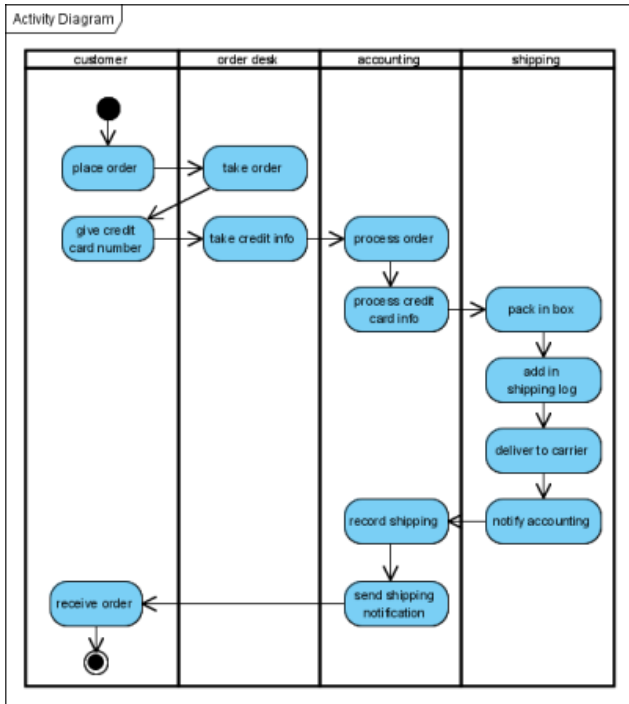 Activity Diagram
customer
order desk
accounting
shipping
place order
take order
give credit
card number
take credit info
process order
process credit
card info
pack in box
add in
shipping log
deliver to carrier
record shipping
notify accounting
receive order
send shipping
notification